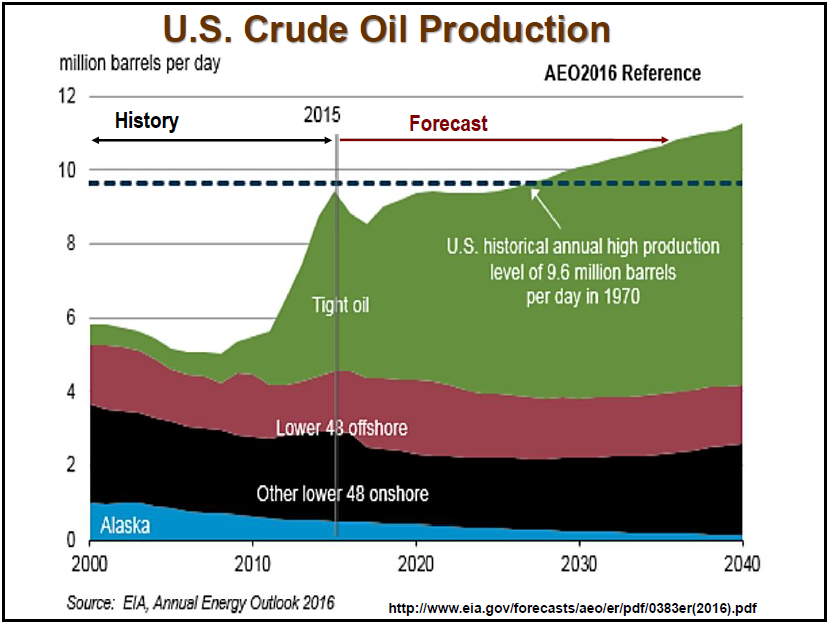 U.S. Crude Oil Production
million barrels per day
AEO2016 Reference
12
2015
History
Forecast
10
U.S. historical annual high production
level of 9.6 million barrels
per day in 1970
8
6
Tight oil
4
Lower 48 offshore
2
Other lower 48 onshore
Alaska
0
2000
2010
2020
2030
2040
Source: EIA, Annual Energy Outlook 2016
http://www.eia.gov/forecasts/aeo/er/pdf/0383er(2016).pdf